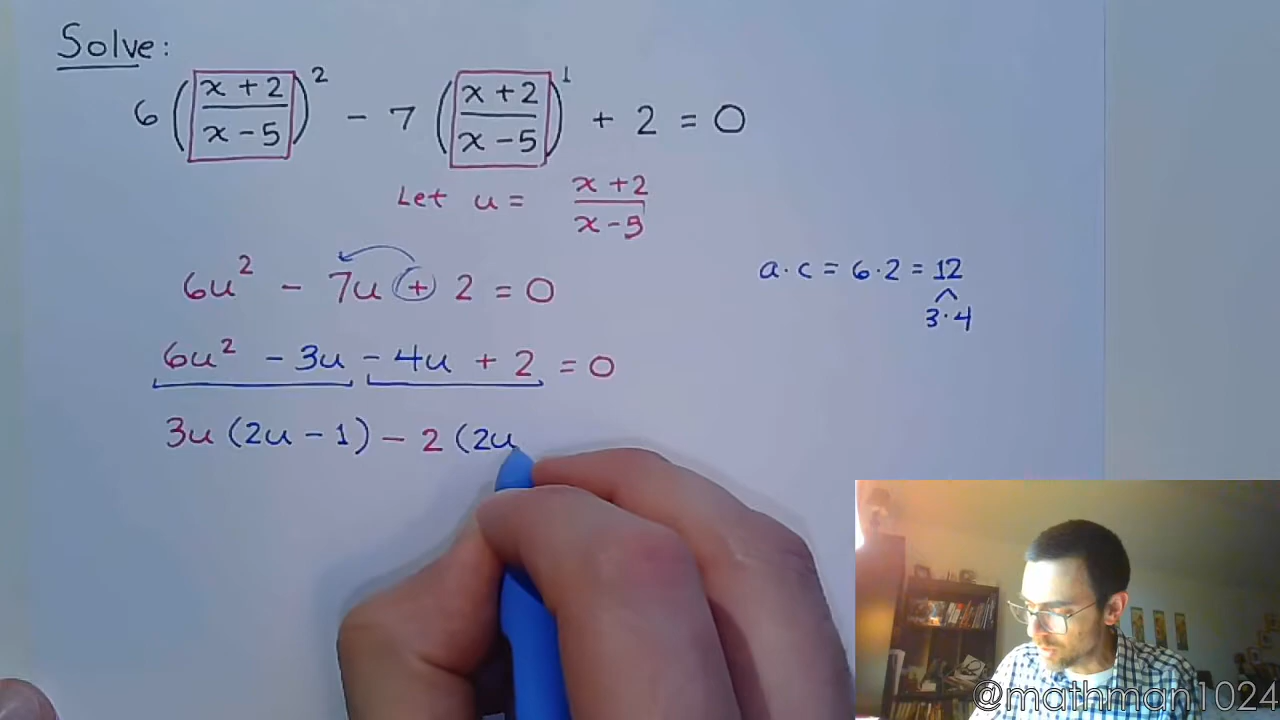 Solve:
6 ( x + 2 / x - 5 )² - 7 ( x + 2 / x - 5 )¹ + 2 = 0
Let u = x + 2 / x - 5
6u² - 7u + 2 = 0
a · c = 6 · 2 = 12
3 · 4
6u² - 3u - 4u + 2 = 0
3u (2u - 1) - 2 (2u
@mathman1024